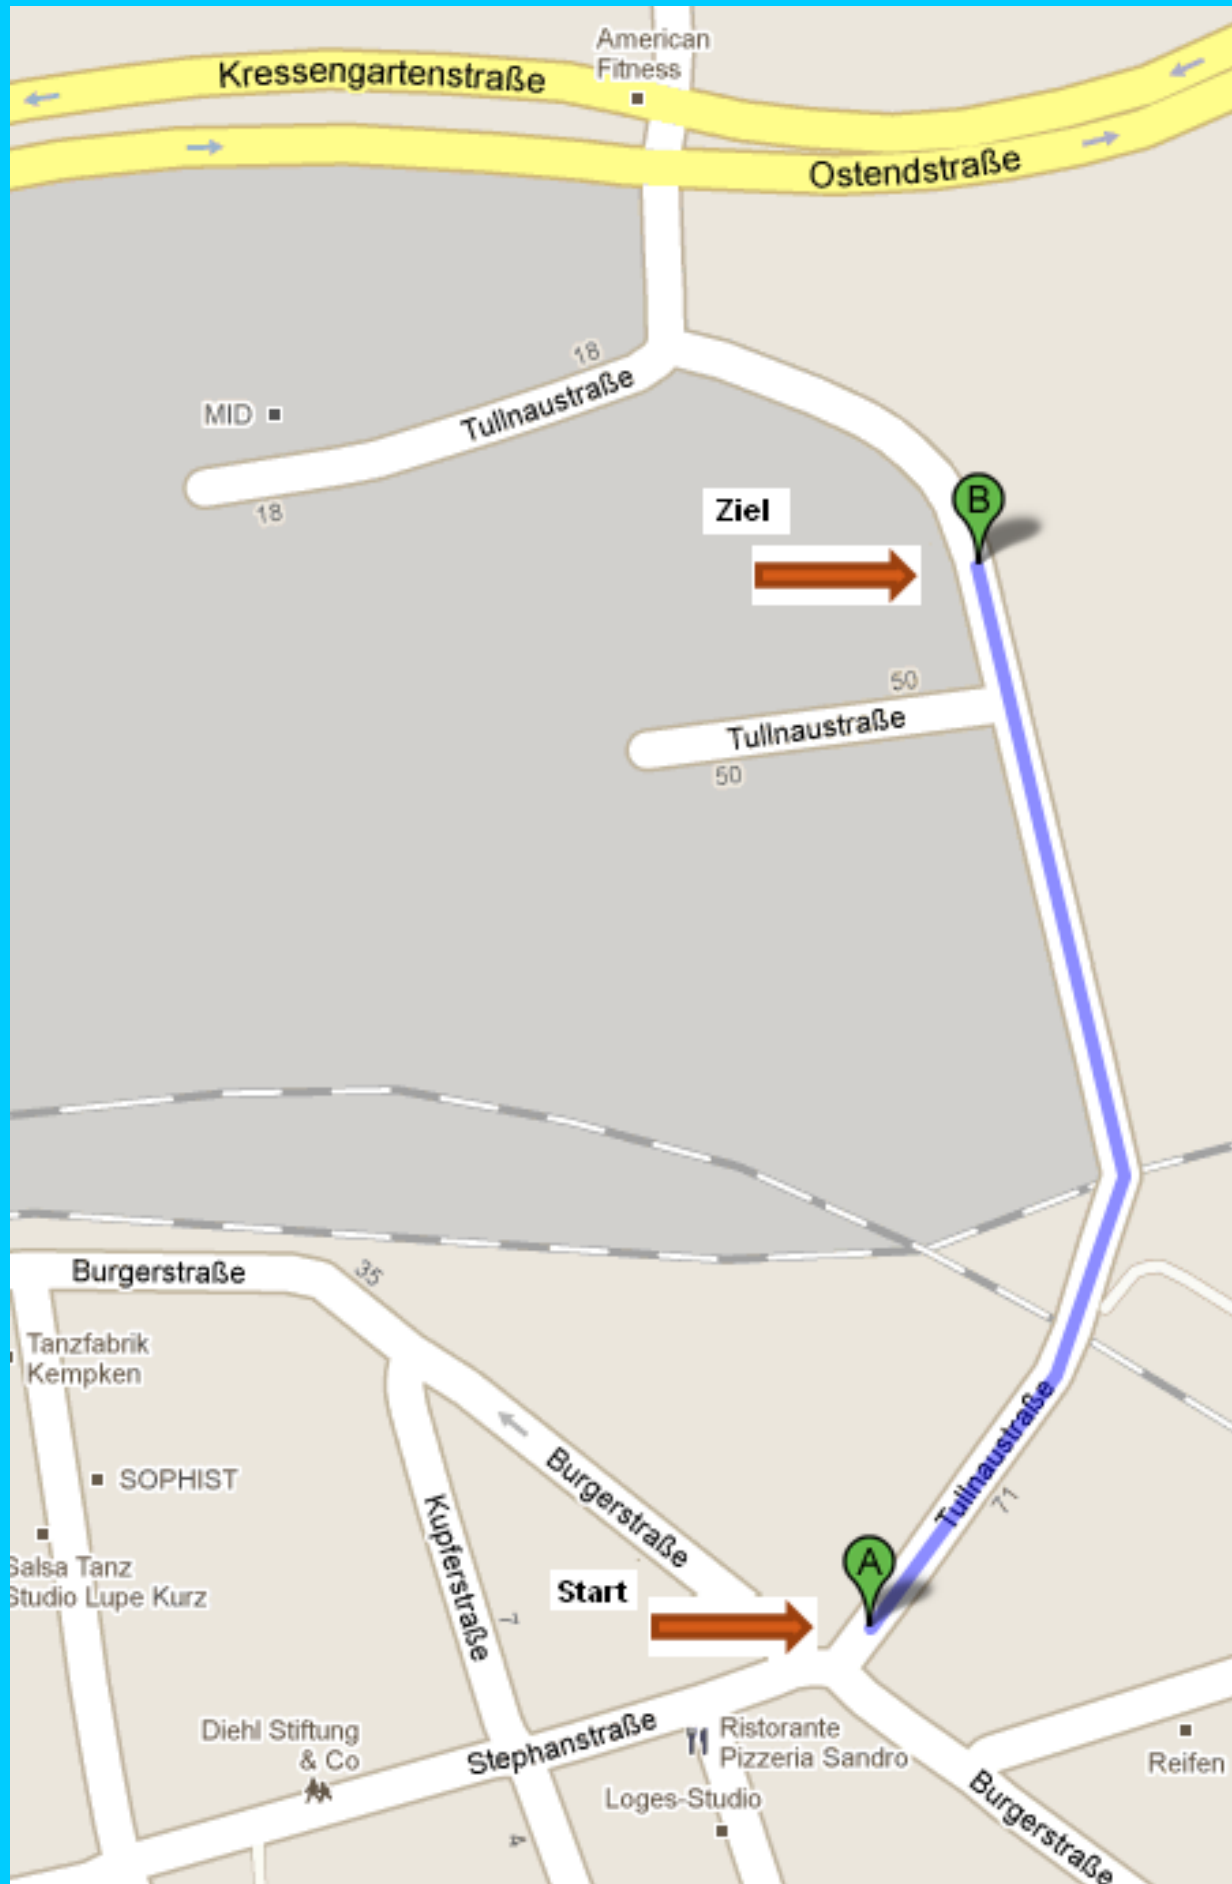 American
Fitness
Kressengartenstraße
Ostendstraße
18
Tullnaustraße
MID
18
B
Ziel
50
Tullnaustraße
50
Burgerstraße
35
Tanzfabrik
Kempken
Tullnaustraße
71
SOPHIST
Burgerstraße
Kupferstraße
Salsa Tanz
Studio Lupe Kurz
A
Start
1
Diehl Stiftung
& Co
Stephanstraße
Ristorante
Pizzeria Sandro
Reifen
Loges-Studio
Burgerstraße
4